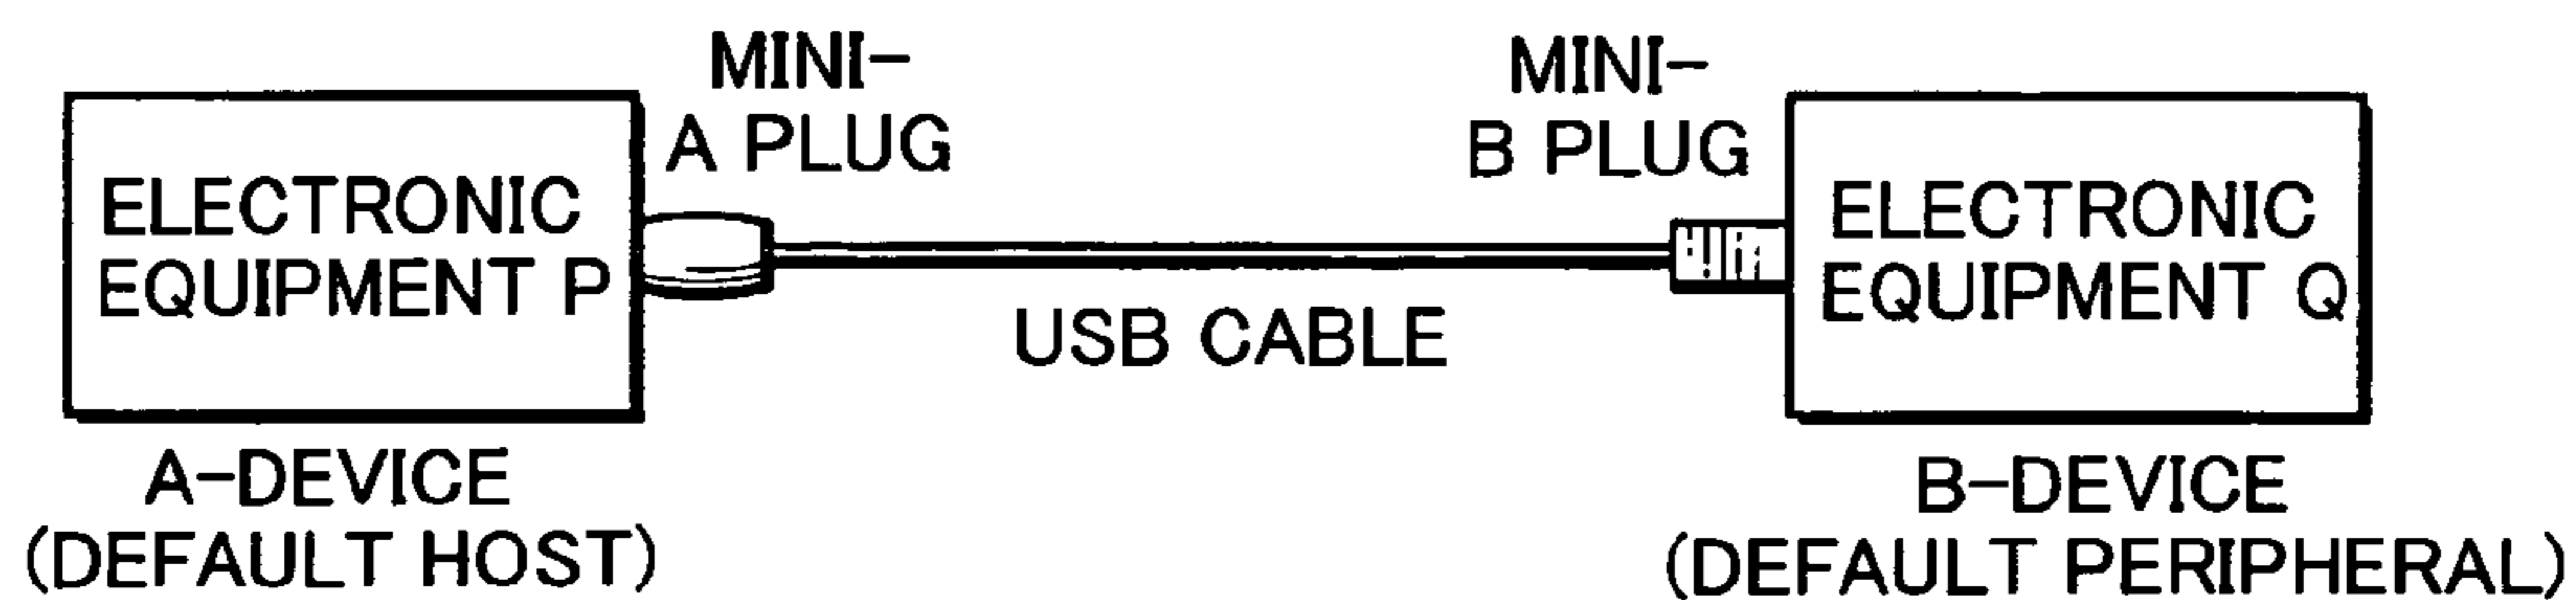 MINI-
A PLUG
MINI-
B PLUG
ELECTRONIC
EQUIPMENT P
ELECTRONIC
EQUIPMENT Q
USB CABLE
A-DEVICE
(DEFAULT HOST)
B-DEVICE
(DEFAULT PERIPHERAL)